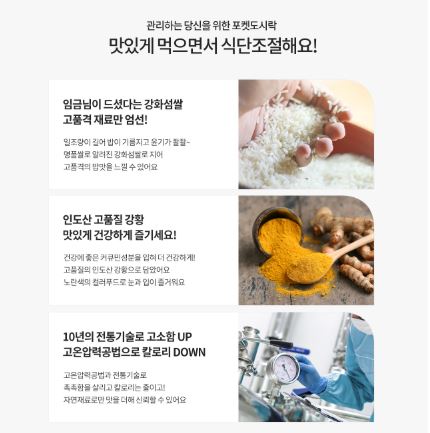 관리하는 당신을 위한 포켓도시락
맛있게 먹으면서 식단조절해요!
임금님이 드셨다는 강화섬쌀
고품격 재료만 엄선!
일조량이 길어 밥이 기름지고 윤기가 촬촬~
명품쌀로 알려진 강화섬쌀로 지어
고품격의 밥맛을 느낄 수 있어요
인도산 고품질 강황
맛있게 건강하게 즐기세요!
건강에 좋은 커큐민성분을 입혀 더 건강하게!
고품질의 인도산 강황으로 담았어요
노란색의 컬러푸드로 눈과 입이 즐거워요
10년의 전통기술로 고소함 UP
고온압력공법으로 칼로리 DOWN
고온압력공법과 전통기술로
촉촉함을 살리고 칼로리는 줄이고!
자연재료로만 맛을 더해 신뢰할 수 있어요